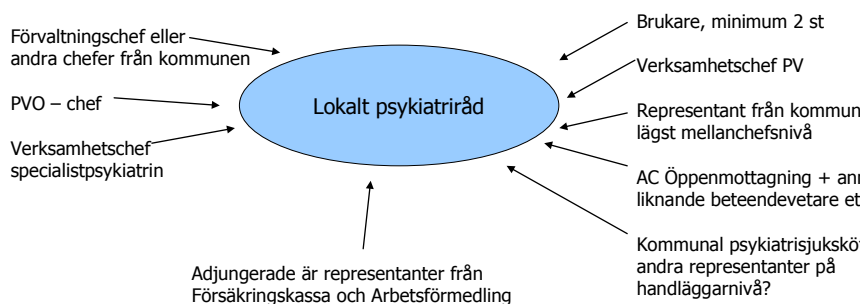 Förvaltningschef eller
andra chefer från kommunen
PVO – chef
Verksamhetschef
specialistpsykiatrin
Lokalt psykiatriråd
Brukare, minimum 2 st
Verksamhetschef PV
Representant från
lägst mellanchefsnivå
AC Öppenmottagning +
liknande beteendevetare
Kommunal
andra representanter på
handläggarnivå?
Adjungerade är representanter från
Försäkringskassa och Arbetsförmedling